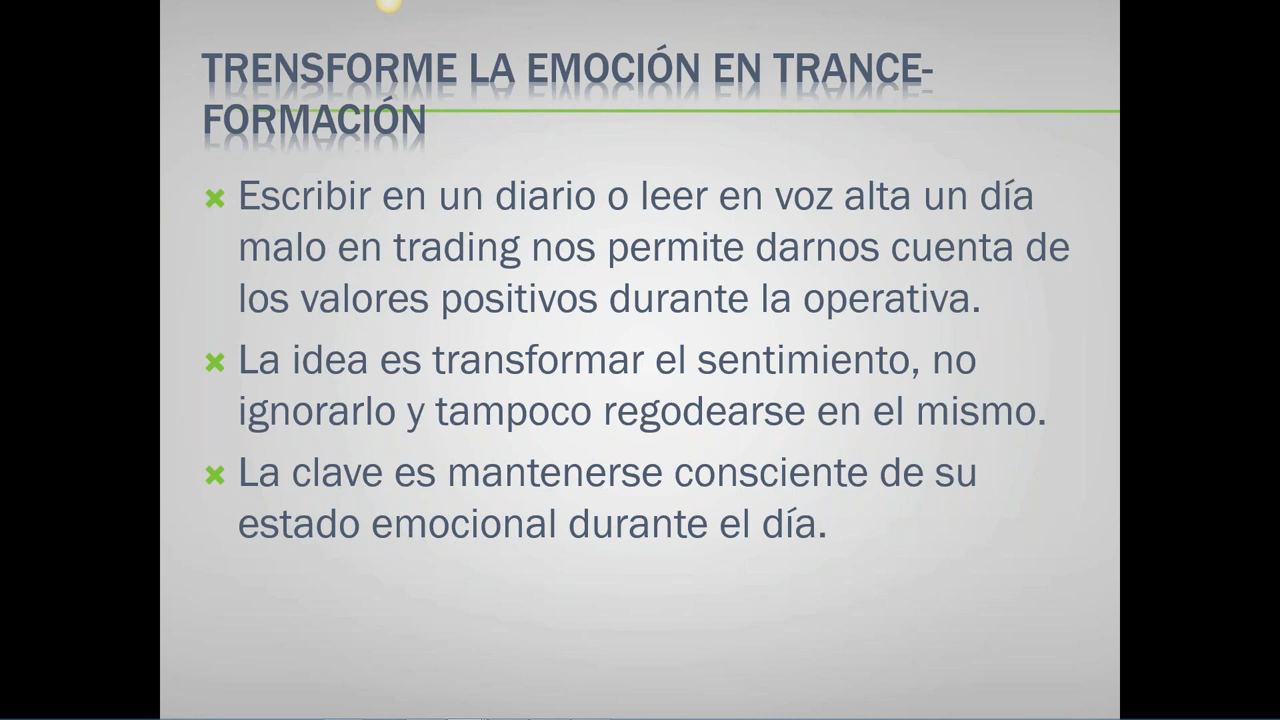 TRENSFORME LA EMOCIÓN EN TRANCE-
FORMACIÓN
Escribir en un diario o leer en voz alta un día
malo en trading nos permite darnos cuenta de
los valores positivos durante la operativa.
La idea es transformar el sentimiento, no
ignorarlo y tampoco regodearse en el mismo.
La clave es mantenerse consciente de su
estado emocional durante el día.